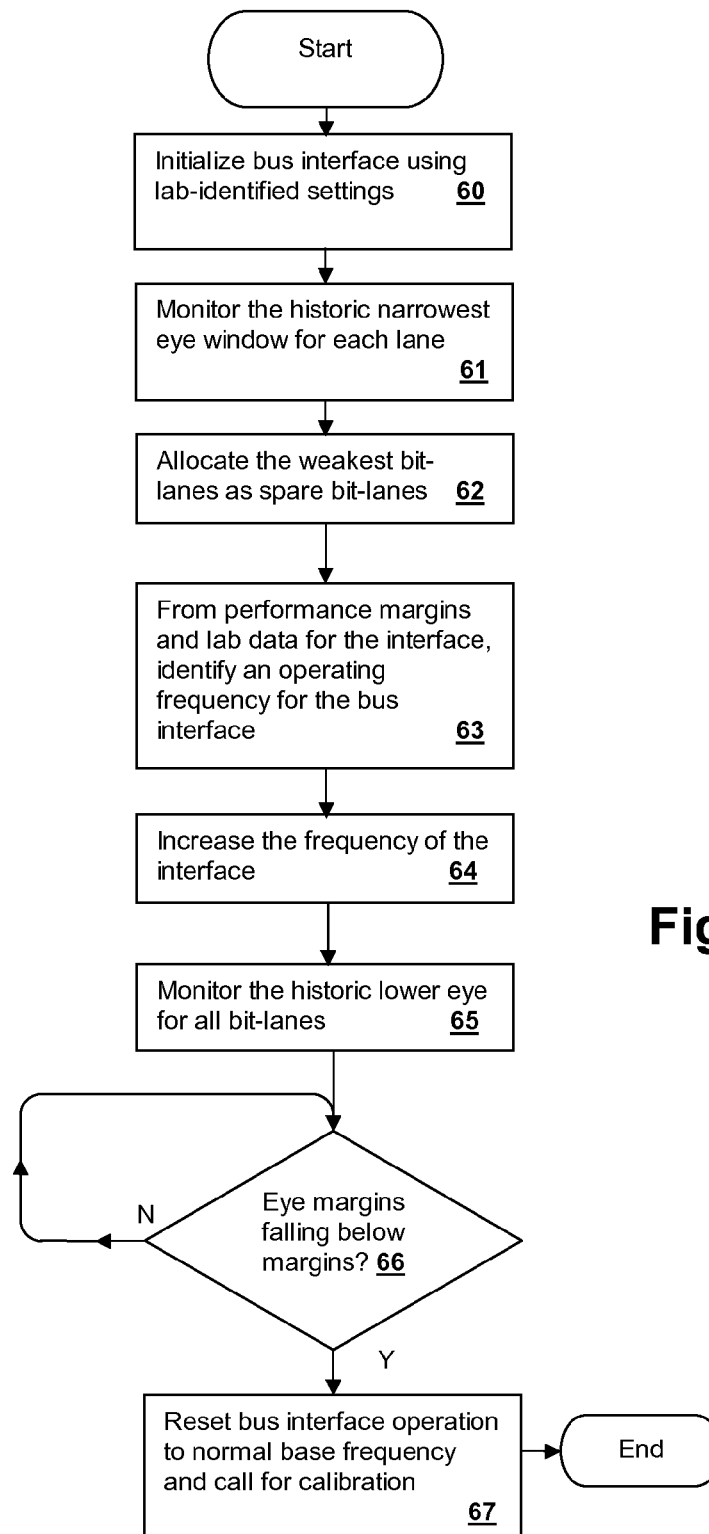 Start
Initialize bus interface using
lab-identified settings 60
Monitor the historic narrowest
eye window for each lane
61
Allocate the weakest bit-
lanes as spare bit-lanes 62
From performance margins
and lab data for the interface,
identify an operating
frequency for the bus
interface 63
Increase the frequency of the
interface 64
Fig
Monitor the historic lower eye
for all bit-lanes 65
N
Eye margins
falling below
margins? 66
Y
Reset bus interface operation
to normal base frequency
and call for calibration
67
End